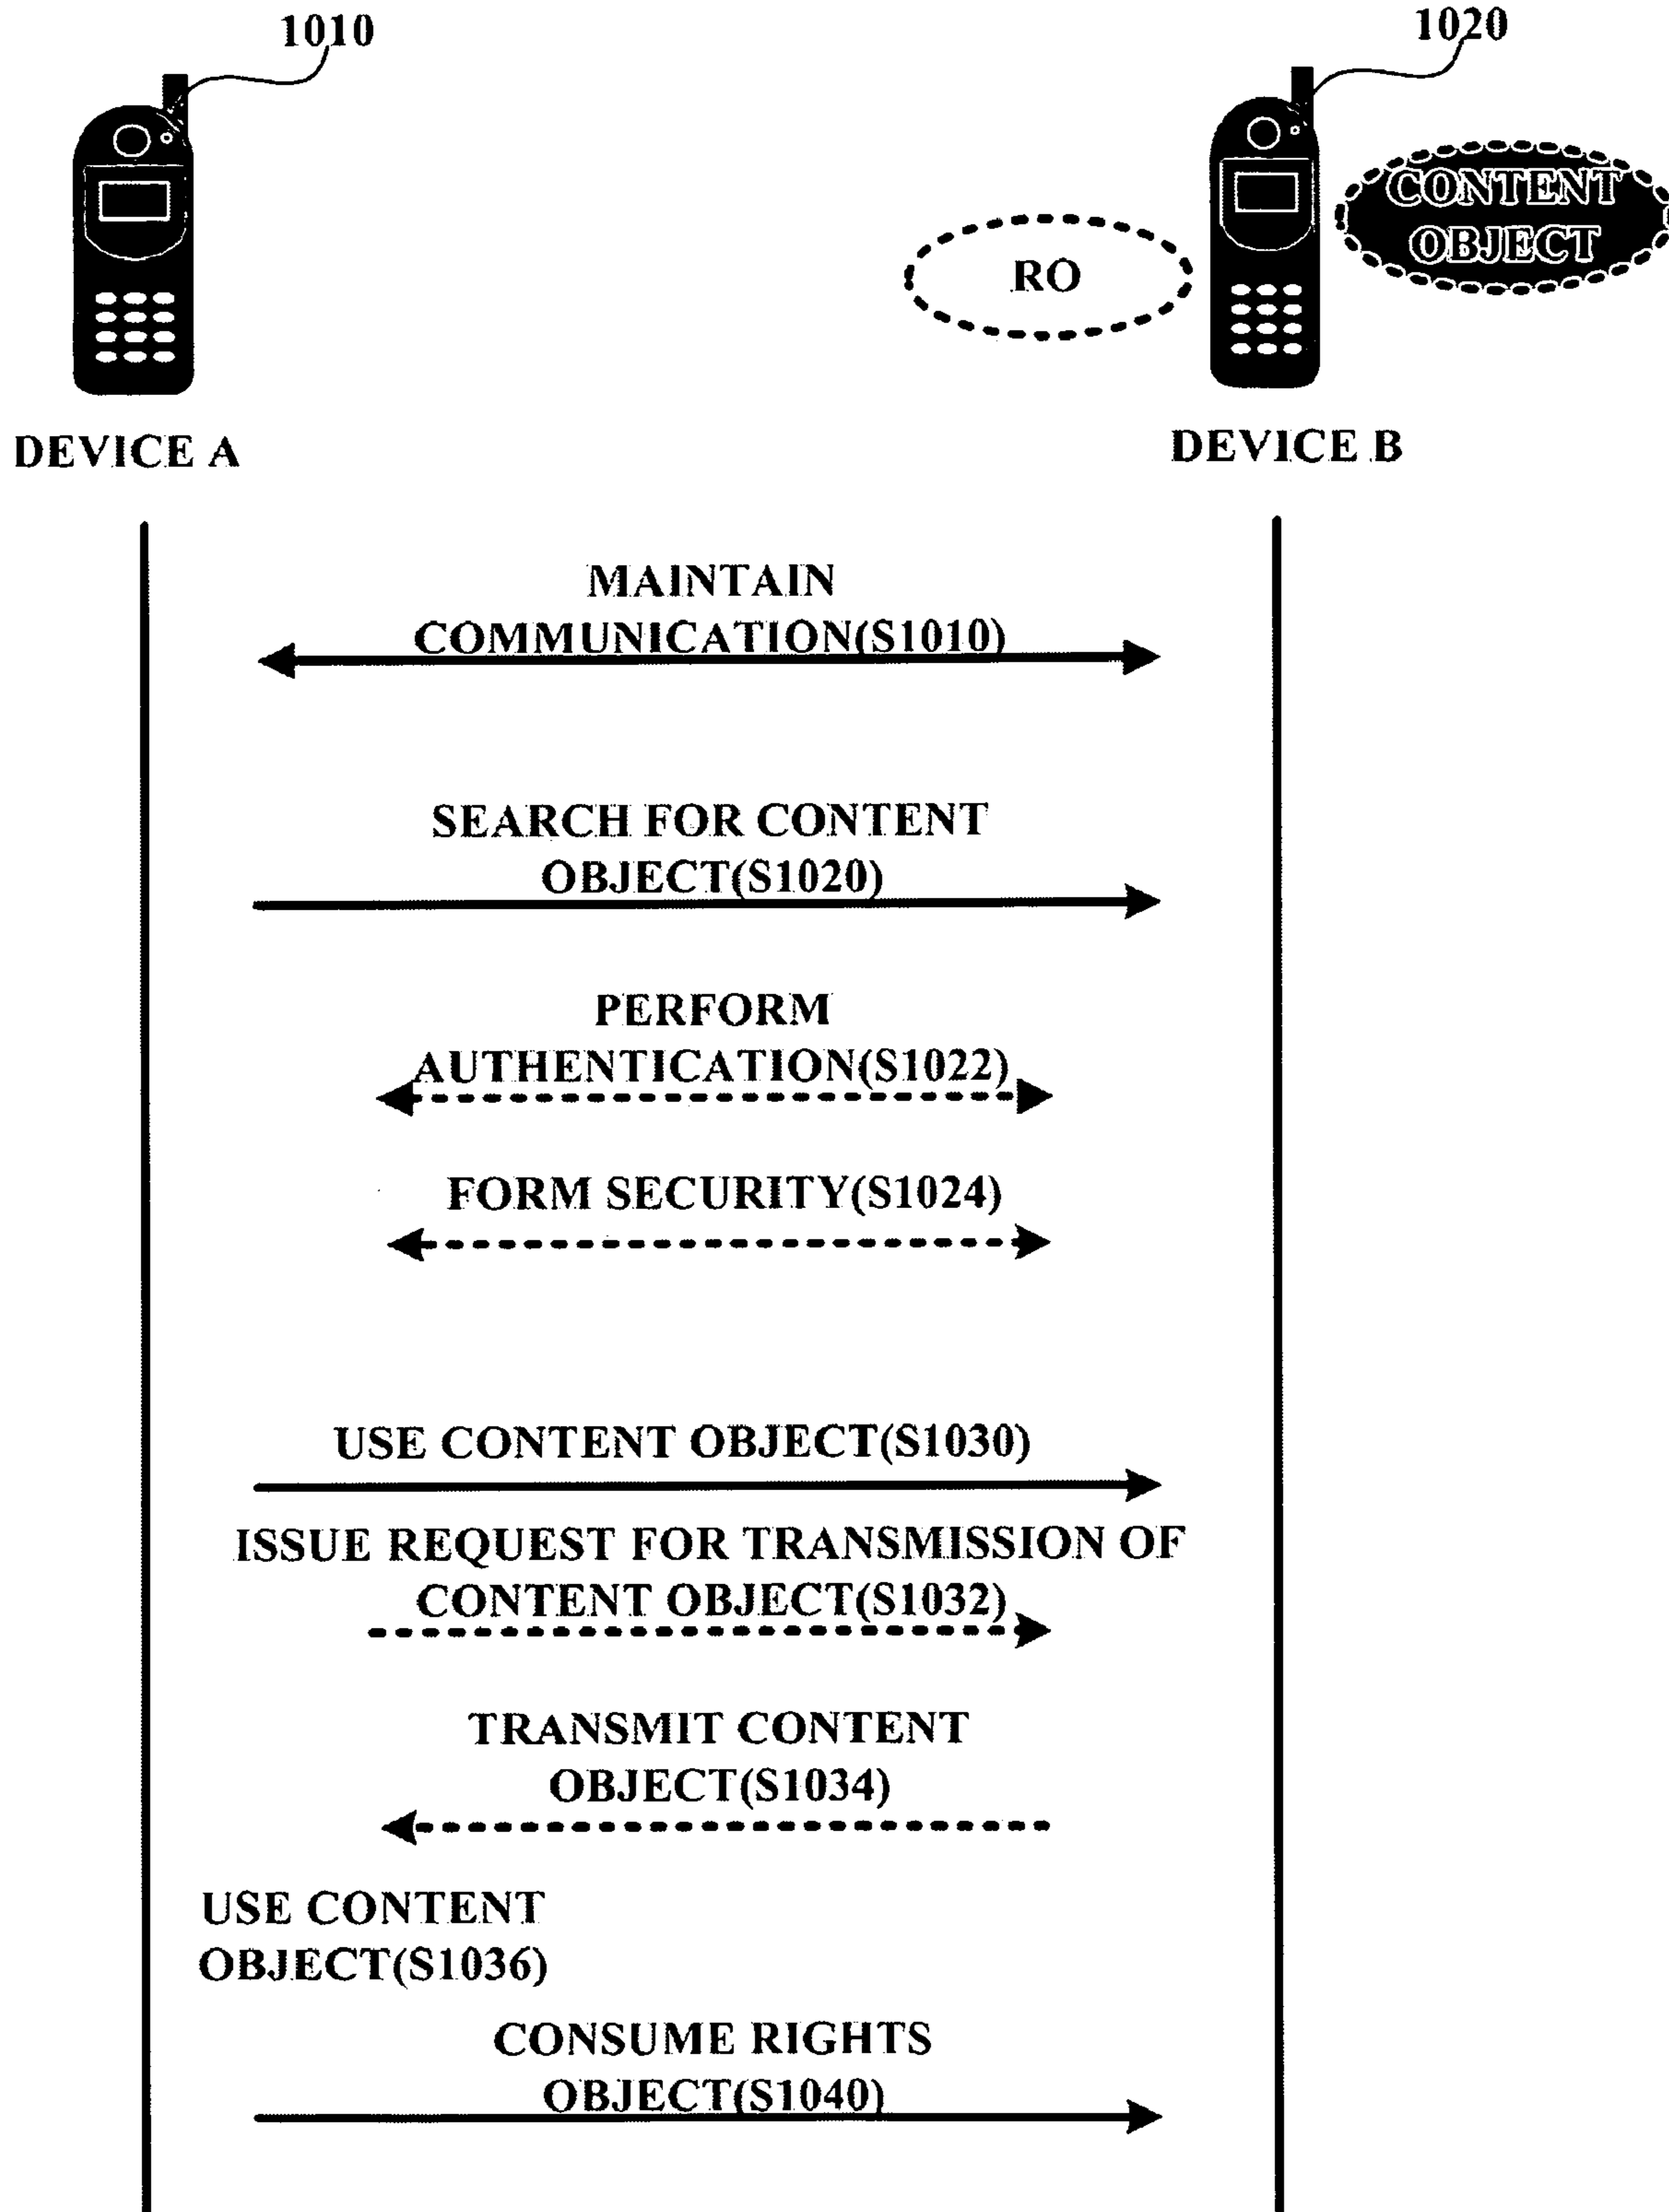 1010
1020
CONTENT
OBJECT
RO
DEVICE A
DEVICE B
MAINTAIN
COMMUNICATION(S1010)
SEARCH FOR CONTENT
OBJECT(S1020)
PERFORM
AUTHENTICATION(S1022)
FORM SECURITY(S1024)
USE CONTENT OBJECT(S1030)
ISSUE REQUEST FOR TRANSMISSION OF
CONTENT OBJECT(S1032)
TRANSMIT CONTENT
OBJECT(S1034)
USE CONTENT
OBJECT(S1036)
CONSUME RIGHTS
OBJECT(S1040)